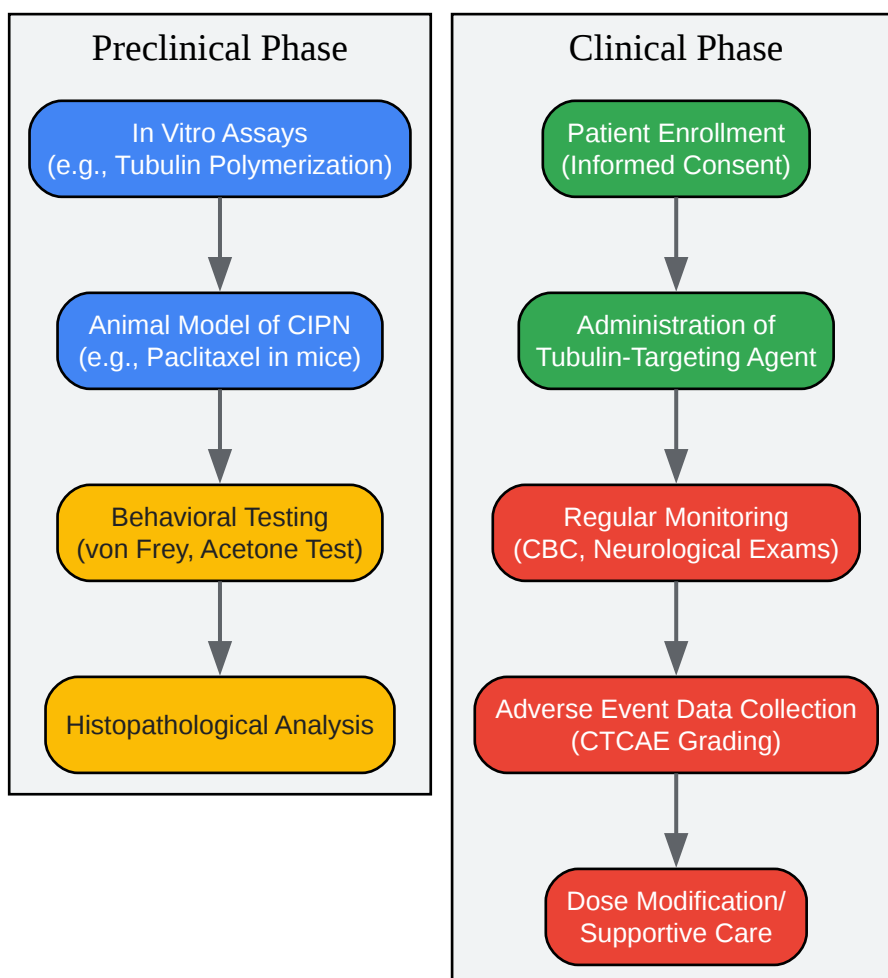 Preclinical Phase
In Vitro Assays
(e.g., Tubulin Polymerization)
Animal Model of CIPN
(e.g., Paclitaxel in mice)
Behavioral Testing
(von Frey, Acetone Test)
Histopathological Analysis
Clinical Phase
Patient Enrollment
(Informed Consent)
Administration of
Tubulin-Targeting Agent
Regular Monitoring
(CBC, Neurological Exams)
Adverse Event Data Collection
(CTCAE Grading)
Dose Modification/
Supportive Care